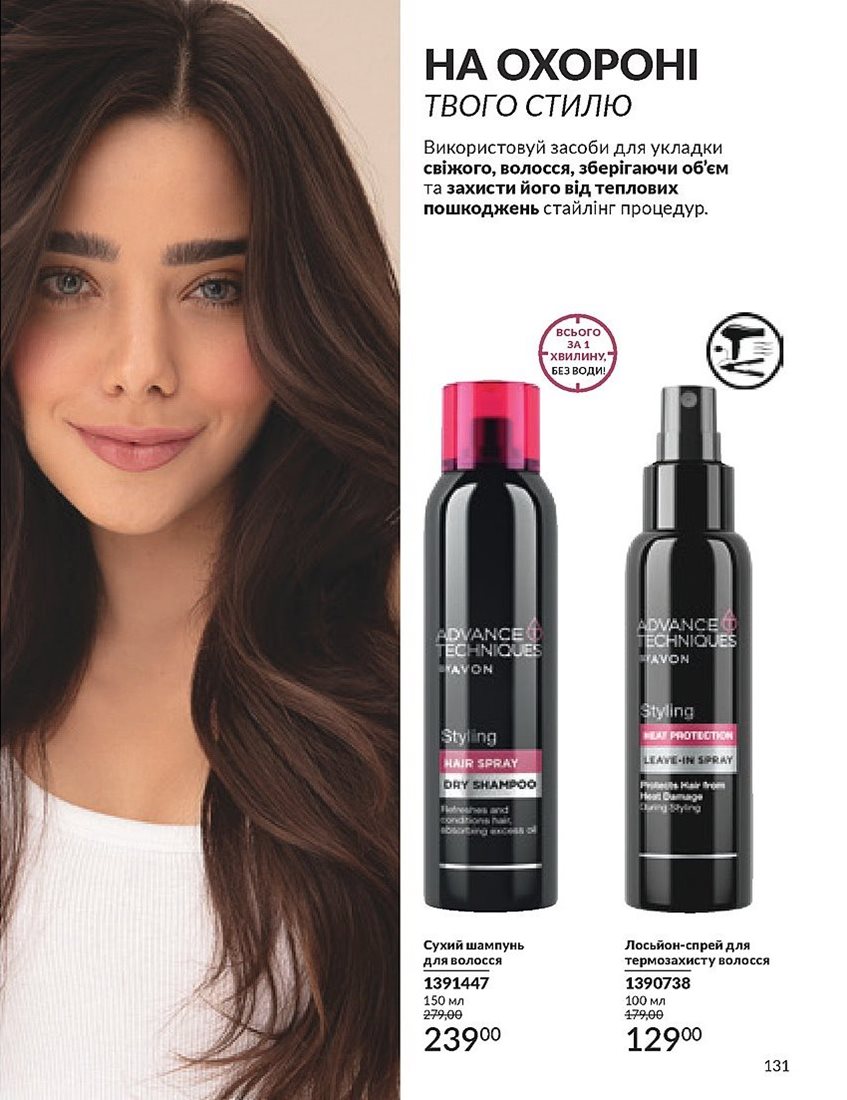 НА ОХОРОНІ
ТВОГО СТИЛЮ
Використовуй засоби для укладки
свіжого, волосся, зберігаючи об'єм
та захисти його від теплових
пошкоджень стайлінг процедур.
ВСЬОГО
ЗА 1
ХВИЛИНУ,
БЕЗ ВОДИ!
ADVANCE
TECHNIQUES
BY AVON
Styling
HAIR SPRAY
DRY SHAMPOO
Refreshes and
conditions hair,
absorbing excess oil
ADVANCE
TECHNIQUES
BY AVON
Styling
HEAT PROTECTION
LEAVE-IN SPRAY
Protects Hair from
Heat Damage
During Styling
Сухий шампунь
для волосся
1391447
150 мл
279,00
23900
Лосьйон-спрей для
термозахисту волосся
1390738
100 мл
179,00
12900
131